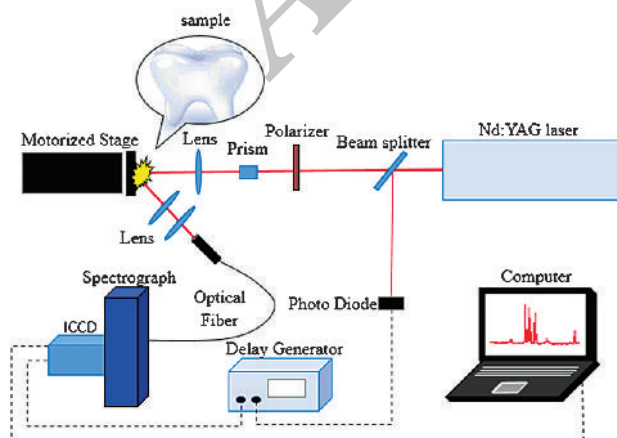 sample
Motorized Stage
Lens
Prism
Polarizer
Beam splitter
Nd:YAG laser
Lens
Spectrograph
ICCD
Optical
Fiber
Photo Diode
Delay Generator
Computer